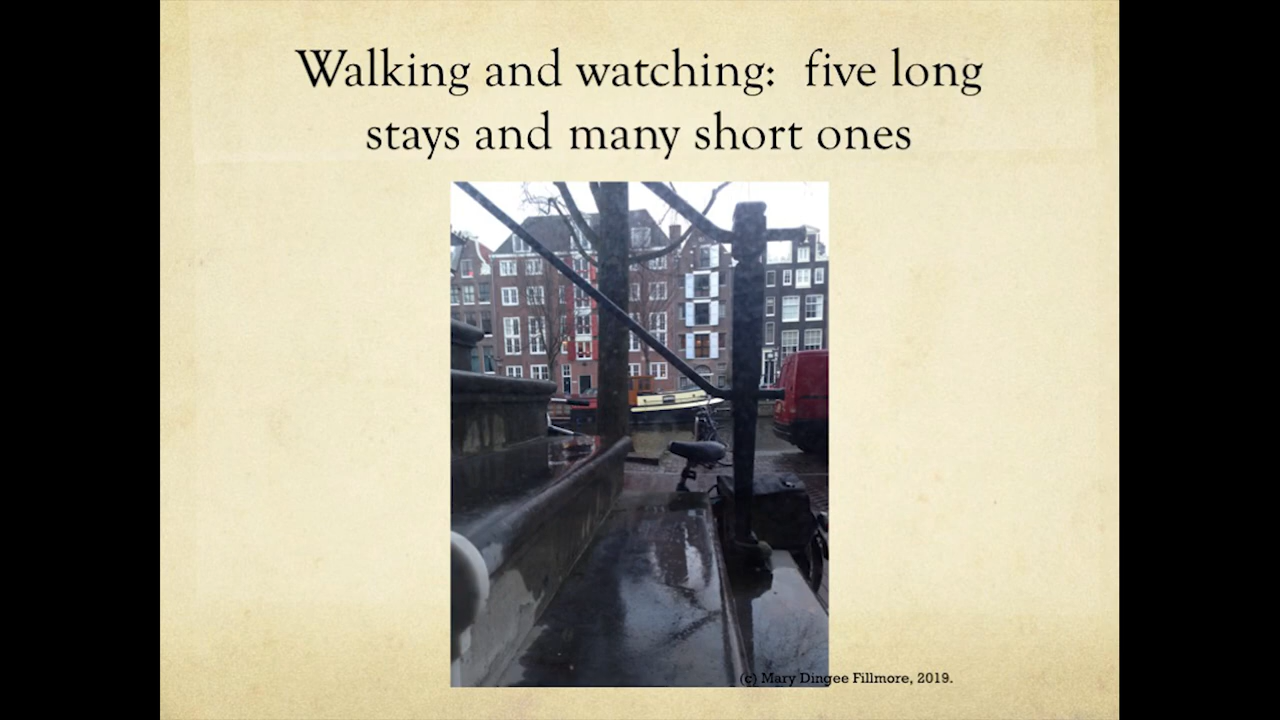 Walking and watching:  five long
stays and many short ones
(c) Mary Dingee Fillmore, 2019.